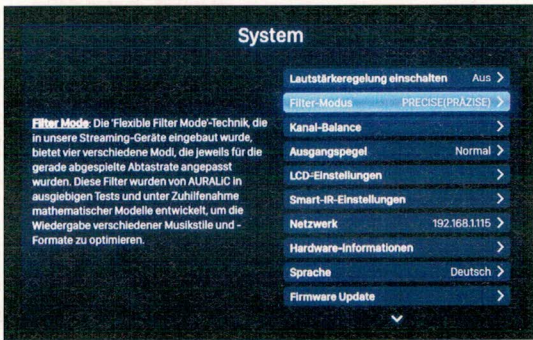 System
Filter Mode: Die 'Flexible Filter Mode'-Technik, die
in unsere Streaming-Geräte eingebaut wurde,
bietet vier verschiedene Modi, die jeweils für die
gerade abgespielte Abtastrate angepasst
wurden. Diese Filter wurden von AURALiC in
ausgiebigen Tests und unter Zuhilfenahme
mathematischer Modelle entwickelt, um die
Wiedergabe verschiedener Musikstile und -
Formate zu optimieren.
Lautstärkeregelung einschalten Aus
Filter-Modus PRECISE(PRÄZISE)
Kanal-Balance
Ausgangspegel Normal
LCD-Einstellungen
Smart-IR-Einstellungen
Netzwerk 192.168.1.115
Hardware-Informationen
Sprache Deutsch
Firmware Update